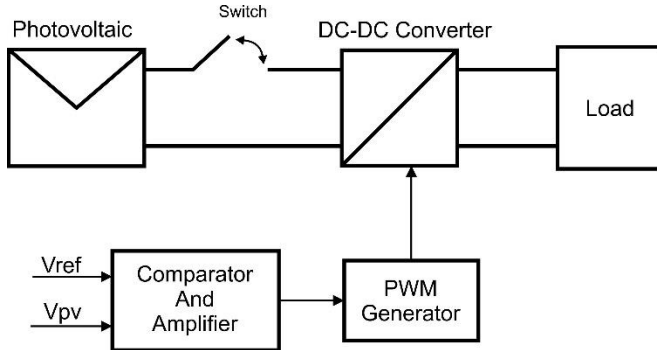 Switch
Photovoltaic
DC-DC Converter
Load
Vref
Vpv
Comparator
And
Amplifier
PWM
Generator